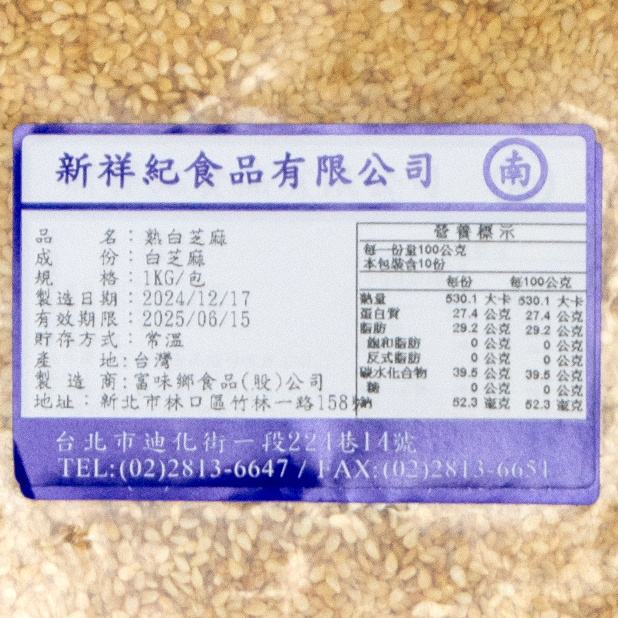 新祥紀食品有限公司 南
品 名：熟白芝麻
成 份：白芝麻
規 格：1KG/包
製造日期：2024/12/17
有效期限：2025/06/15
貯存方式：常溫
產 地:台灣
製 造 商:富味鄉食品(股)公司
地址：新北市林口區竹林一路158
營養標示
每一份量100公克
本包裝含10份
每份 每100公克
熱量 530.1 大卡 530.1 大卡
蛋白質 27.4 公克 27.4 公克
脂肪 29.2 公克 29.2 公克
飽和脂肪 0 公克 0 公克
反式脂肪 0 公克 0 公克
碳水化合物 39.5 公克 39.5 公克
糖 0 公克 0 公克
鈉 52.3 毫克 52.3 毫克
台北市迪化街一段224巷14號
TEL:(02)2813-6647 / FAX:(02)2813-6651